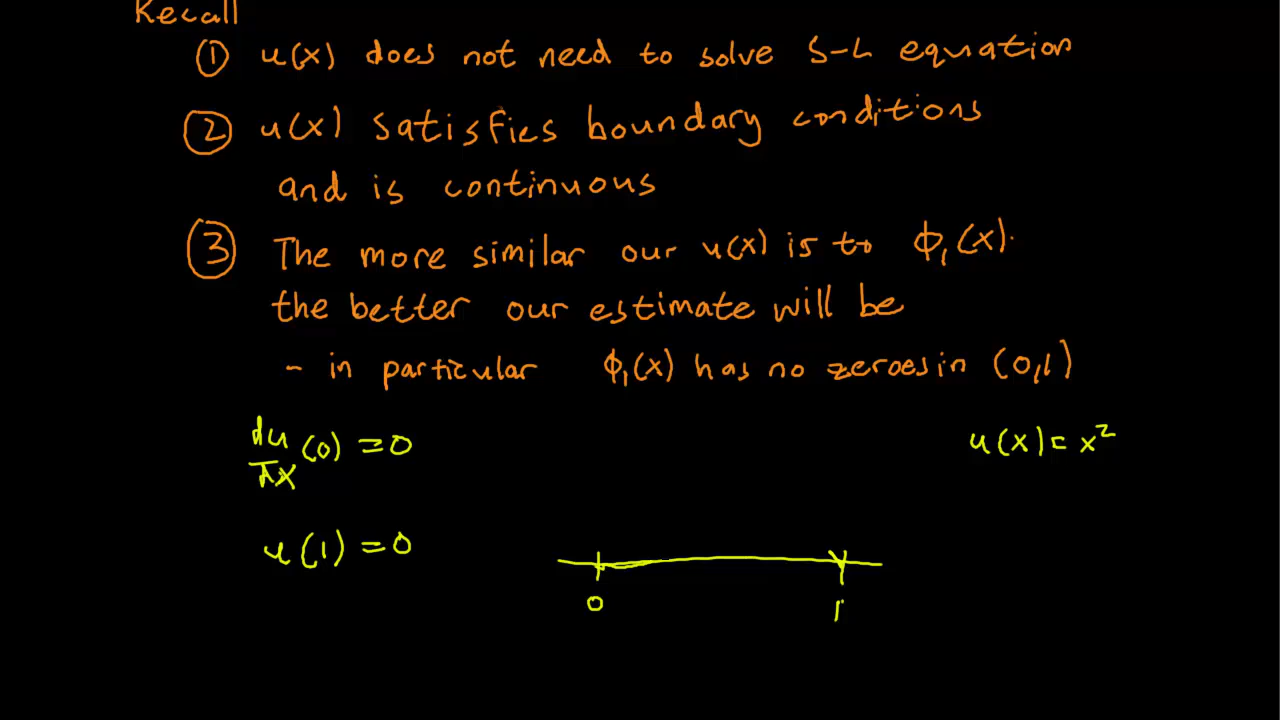 Recall
① u(x) does not need to solve S-L equation
② u(x) satisfies boundary conditions
and is continuous
③ The more similar our u(x) is to ϕ₁(x).
the better our estimate will be
- in particular ϕ₁(x) has no zeroes in (0,1)
du/dx (0) = 0
u(x) = x²
u(1) = 0
0 1